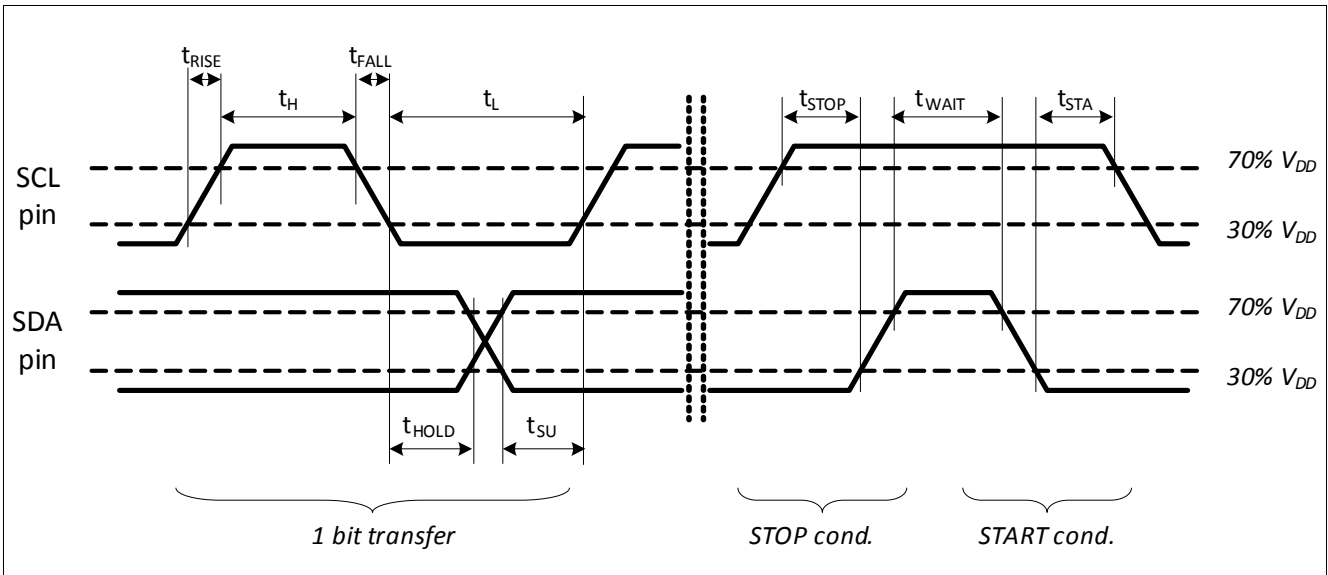 tRISE
tFALL
tH
tL
tSTOP
tWAIT
tSTA
SCL
pin
70% VDD
30% VDD
SDA
pin
70% VDD
30% VDD
tHOLD
tSU
1 bit transfer
STOP cond.
START cond.